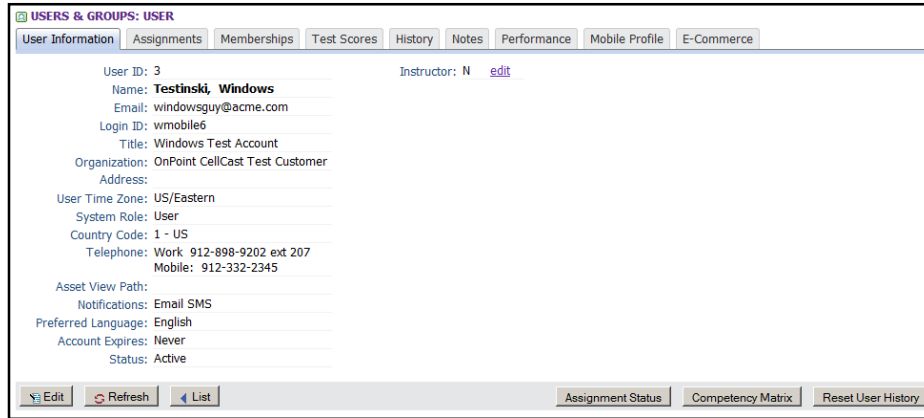 USERS & GROUPS: USER
User Information Assignments Memberships Test Scores History Notes Performance Mobile Profile E-Commerce
User ID: 3 Instructor: N edit
Name: Testinski, Windows
Email: windowsguy@acme.com
Login ID: wmobile6
Title: Windows Test Account
Organization: OnPoint CellCast Test Customer
Address:
User Time Zone: US/Eastern
System Role: User
Country Code: 1 - US
Telephone: Work 912-898-9202 ext 207
Mobile: 912-332-2345
Asset View Path:
Notifications: Email SMS
Preferred Language: English
Account Expires: Never
Status: Active
Edit Refresh List Assignment Status Competency Matrix Reset User History